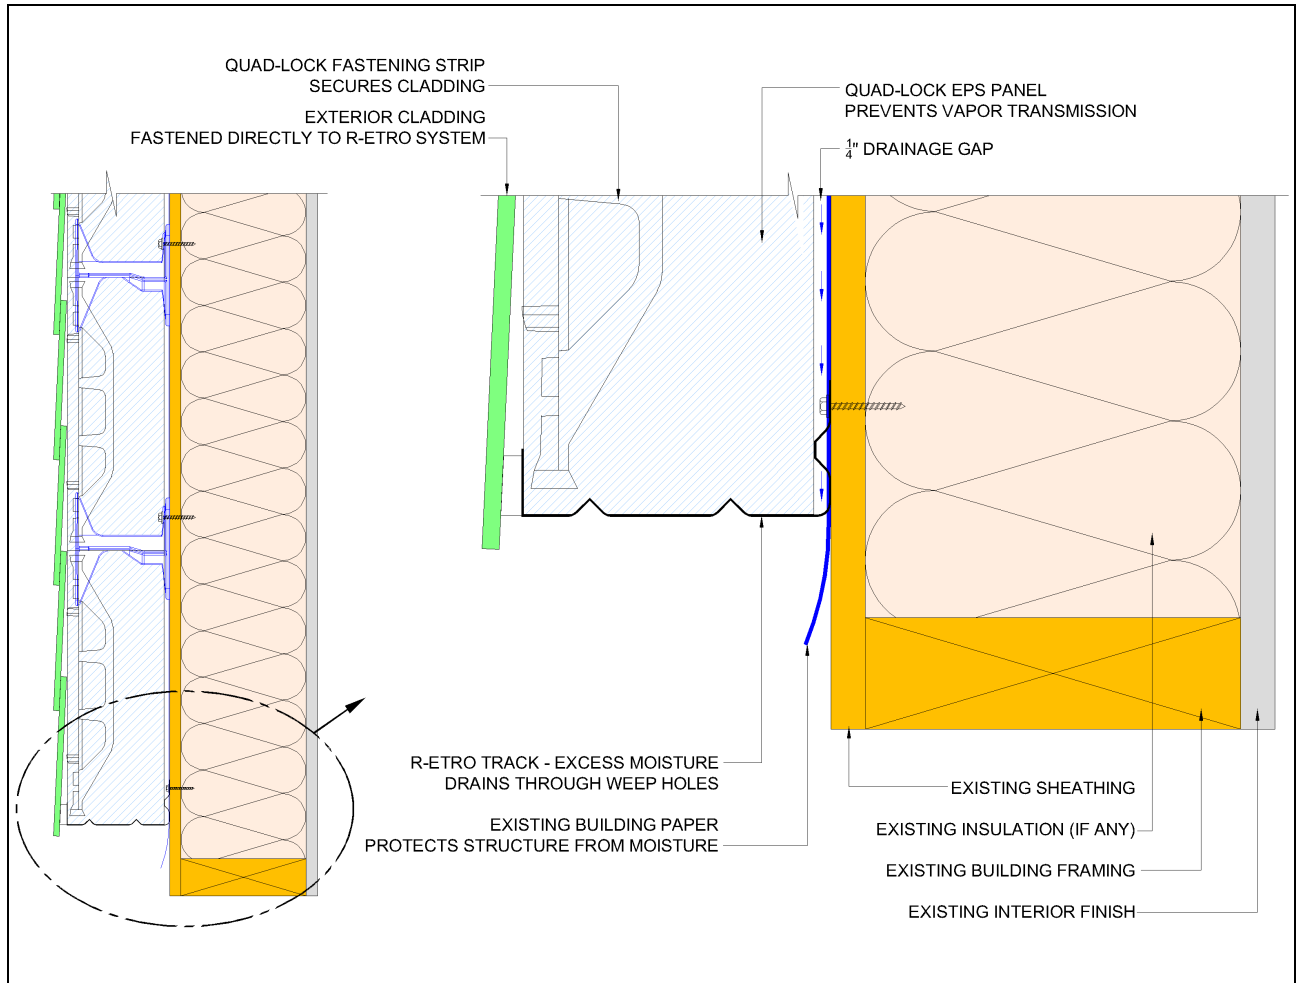 QUAD-LOCK FASTENING STRIP
SECURES CLADDING
EXTERIOR CLADDING
FASTENED DIRECTLY TO R-ETRO SYSTEM
QUAD-LOCK EPS PANEL
PREVENTS VAPOR TRANSMISSION
1/4" DRAINAGE GAP
R-ETRO TRACK - EXCESS MOISTURE
DRAINS THROUGH WEEP HOLES
EXISTING BUILDING PAPER
PROTECTS STRUCTURE FROM MOISTURE
EXISTING SHEATHING
EXISTING INSULATION (IF ANY)
EXISTING BUILDING FRAMING
EXISTING INTERIOR FINISH